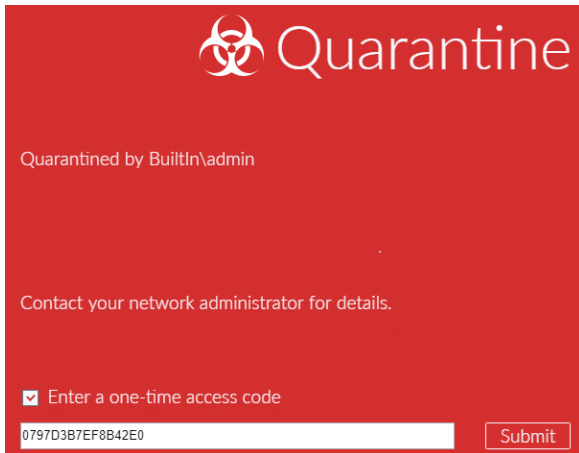 Quarantine
Quarantined by BuiltIn\admin
Contact your network administrator for details.
Enter a one-time access code
0797D3B7EF8B42E0
Submit